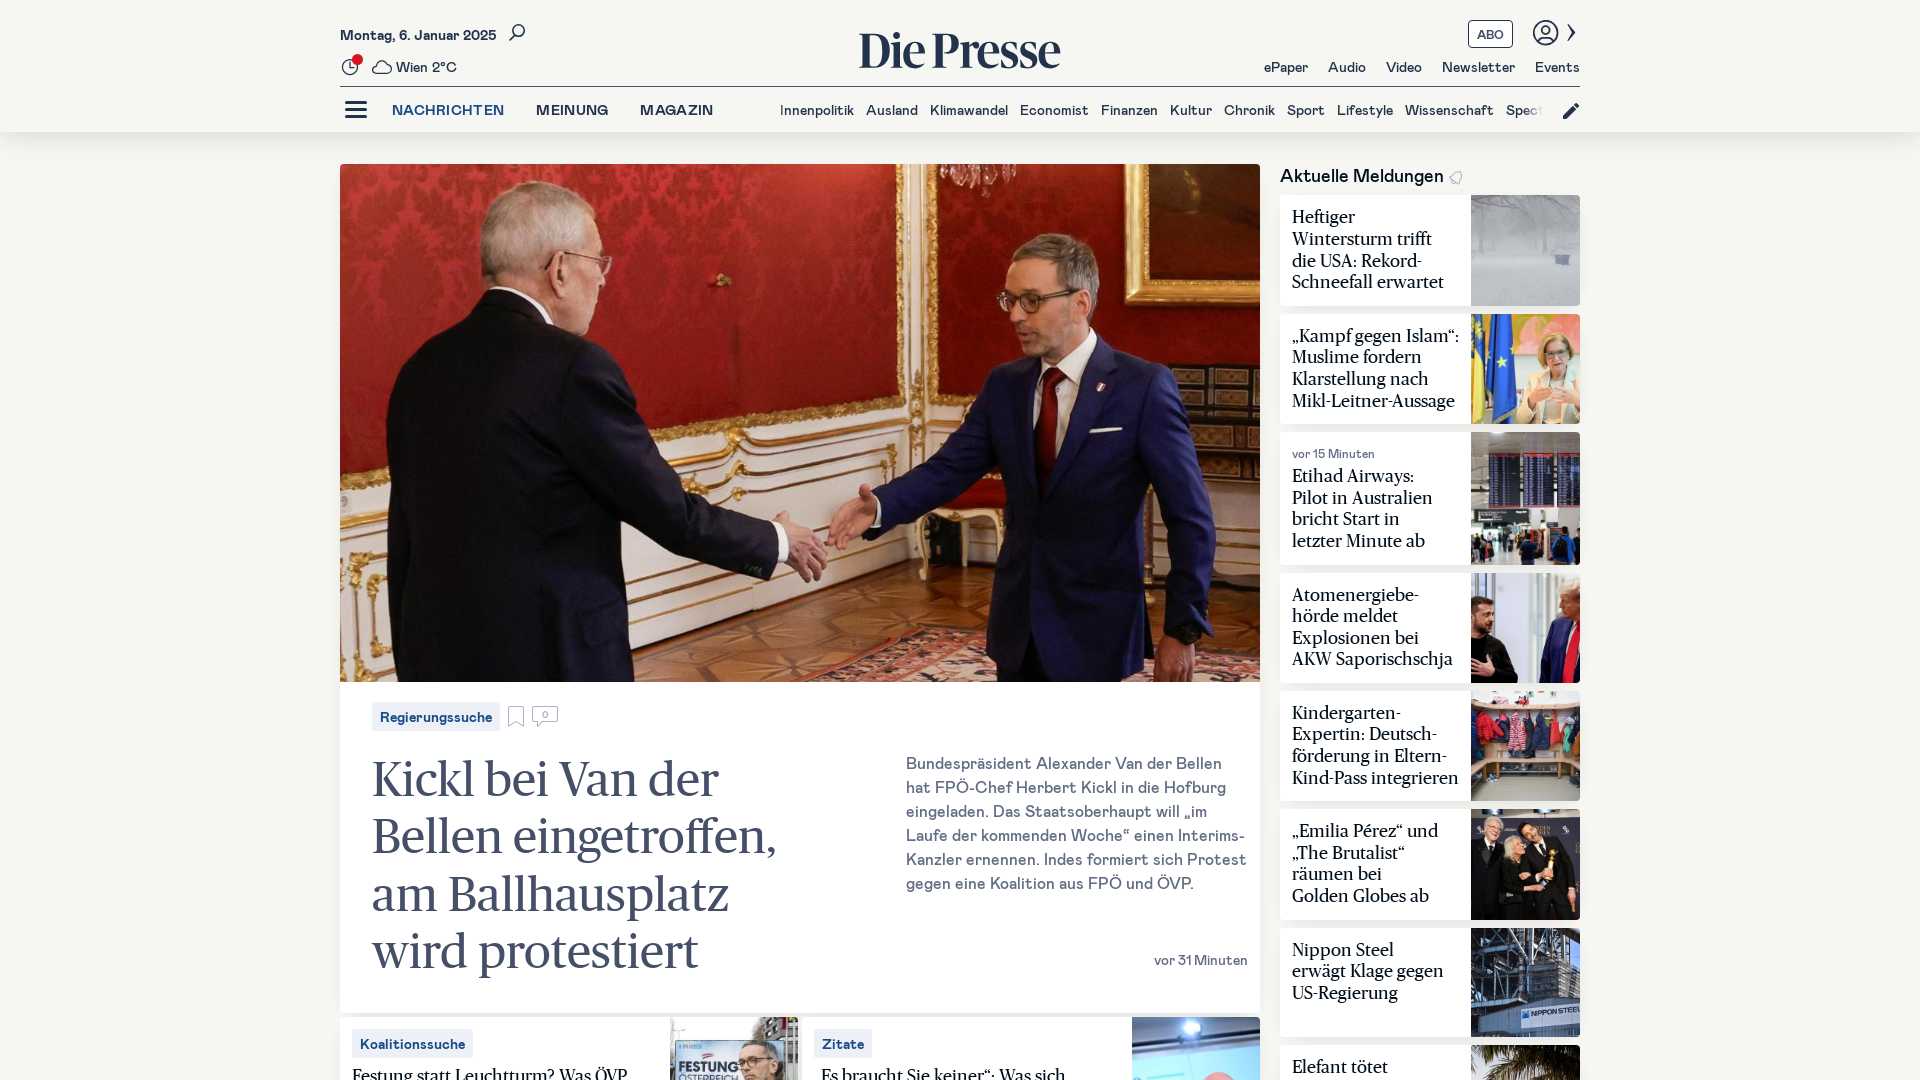 Montag, 6. Januar 2025
Wien 2°C
Die Presse
ABO
ePaper Audio Video Newsletter Events
NACHRICHTEN MEINUNG MAGAZIN
Innenpolitik Ausland Klimawandel Economist Finanzen Kultur Chronik Sport Lifestyle Wissenschaft Spect
Regierungssuche
0
Kickl bei Van der
Bellen eingetroffen,
am Ballhausplatz
wird protestiert
Bundespräsident Alexander Van der Bellen
hat FPÖ-Chef Herbert Kickl in die Hofburg
eingeladen. Das Staatsoberhaupt will „im
Laufe der kommenden Woche“ einen Interims-
Kanzler ernennen. Indes formiert sich Protest
gegen eine Koalition aus FPÖ und ÖVP.
vor 31 Minuten
Koalitionssuche
Festung statt Leuchtturm? Was ÖVP
FESTUNG
ÖSTERREICH
Zitate
„Es braucht Sie keiner“: Was sich
Aktuelle Meldungen
Heftiger
Wintersturm trifft
die USA: Rekord-
Schneefall erwartet
„Kampf gegen Islam“:
Muslime fordern
Klarstellung nach
Mikl-Leitner-Aussage
vor 15 Minuten
Etihad Airways:
Pilot in Australien
bricht Start in
letzter Minute ab
Atomenergiebe-
hörde meldet
Explosionen bei
AKW Saporischschja
Kindergarten-
Expertin: Deutsch-
förderung in Eltern-
Kind-Pass integrieren
„Emilia Pérez“ und
„The Brutalist“
räumen bei
Golden Globes ab
Nippon Steel
erwägt Klage gegen
US-Regierung
NIPPON STEEL
Elefant tötet